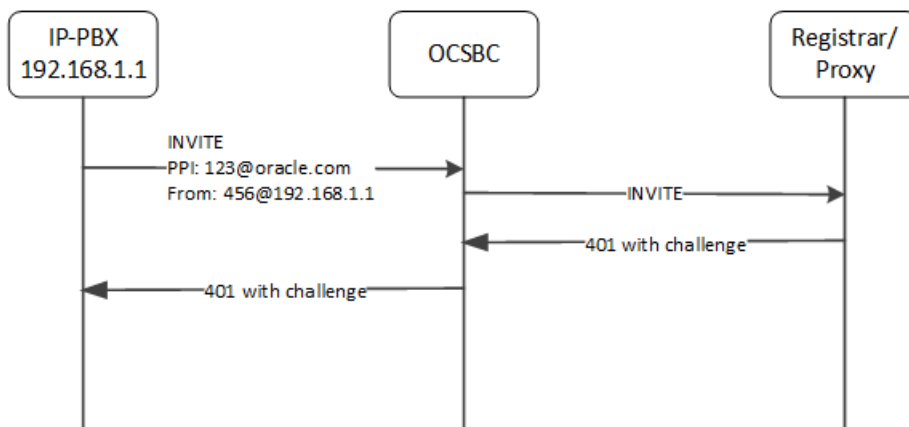 IP-PBX
192.168.1.1
OCSBC
Registrar/
Proxy
INVITE
PPI: 123@oracle.com
From: 456@192.168.1.1
INVITE
401 with challenge
401 with challenge